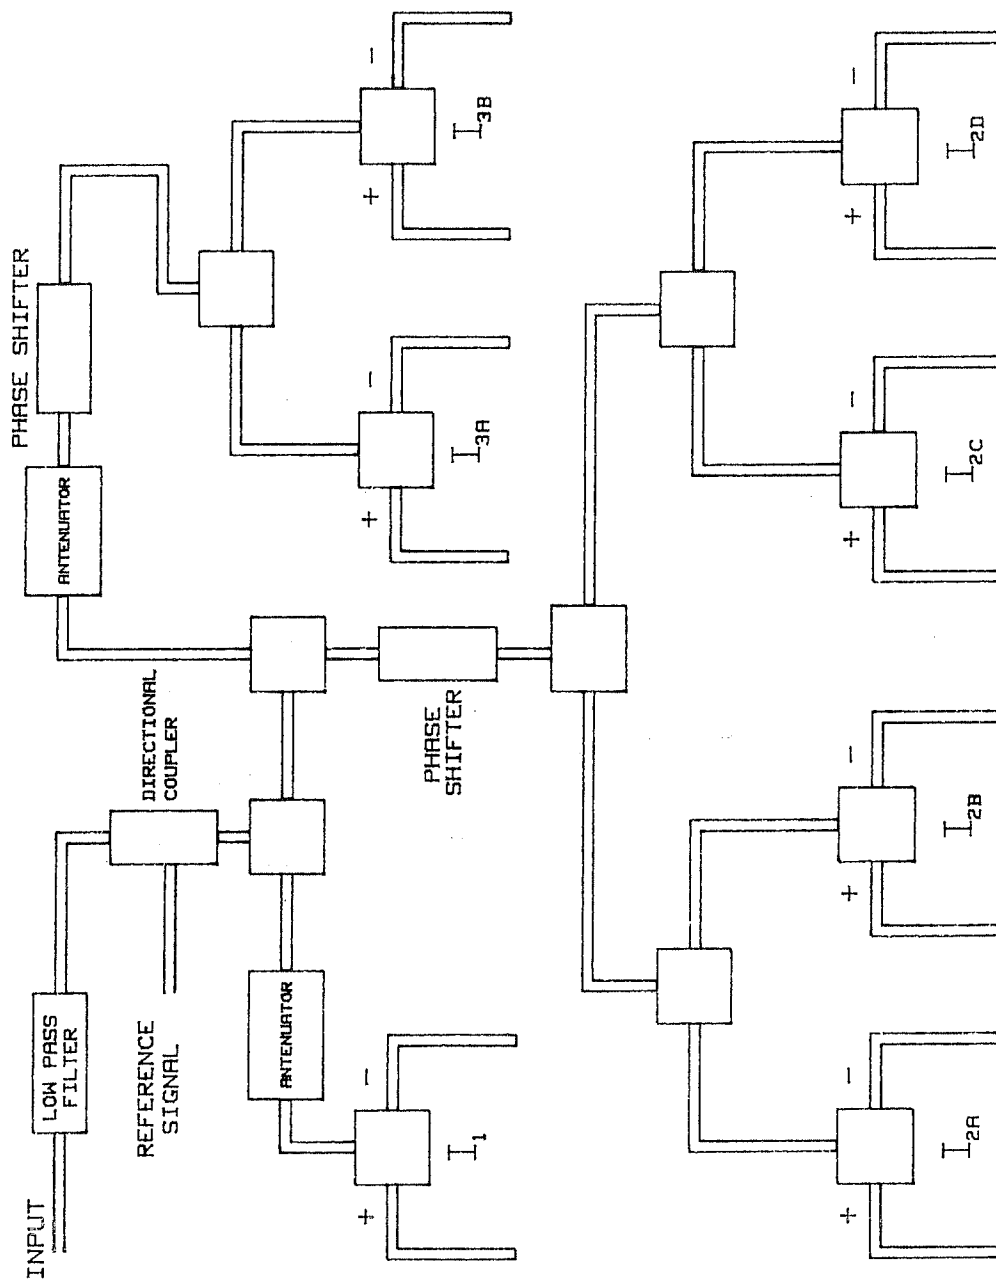 INPUT
LOW PASS
FILTER
REFERENCE
SIGNAL
DIRECTIONAL
COUPLER
ANTENUATOR
ANTENUATOR
PHASE SHIFTER
PHASE
SHIFTER
+ −
I1
+ −
I3A
+ −
I3B
+ −
I2A
+ −
I2B
+ −
I2C
+ −
I2D